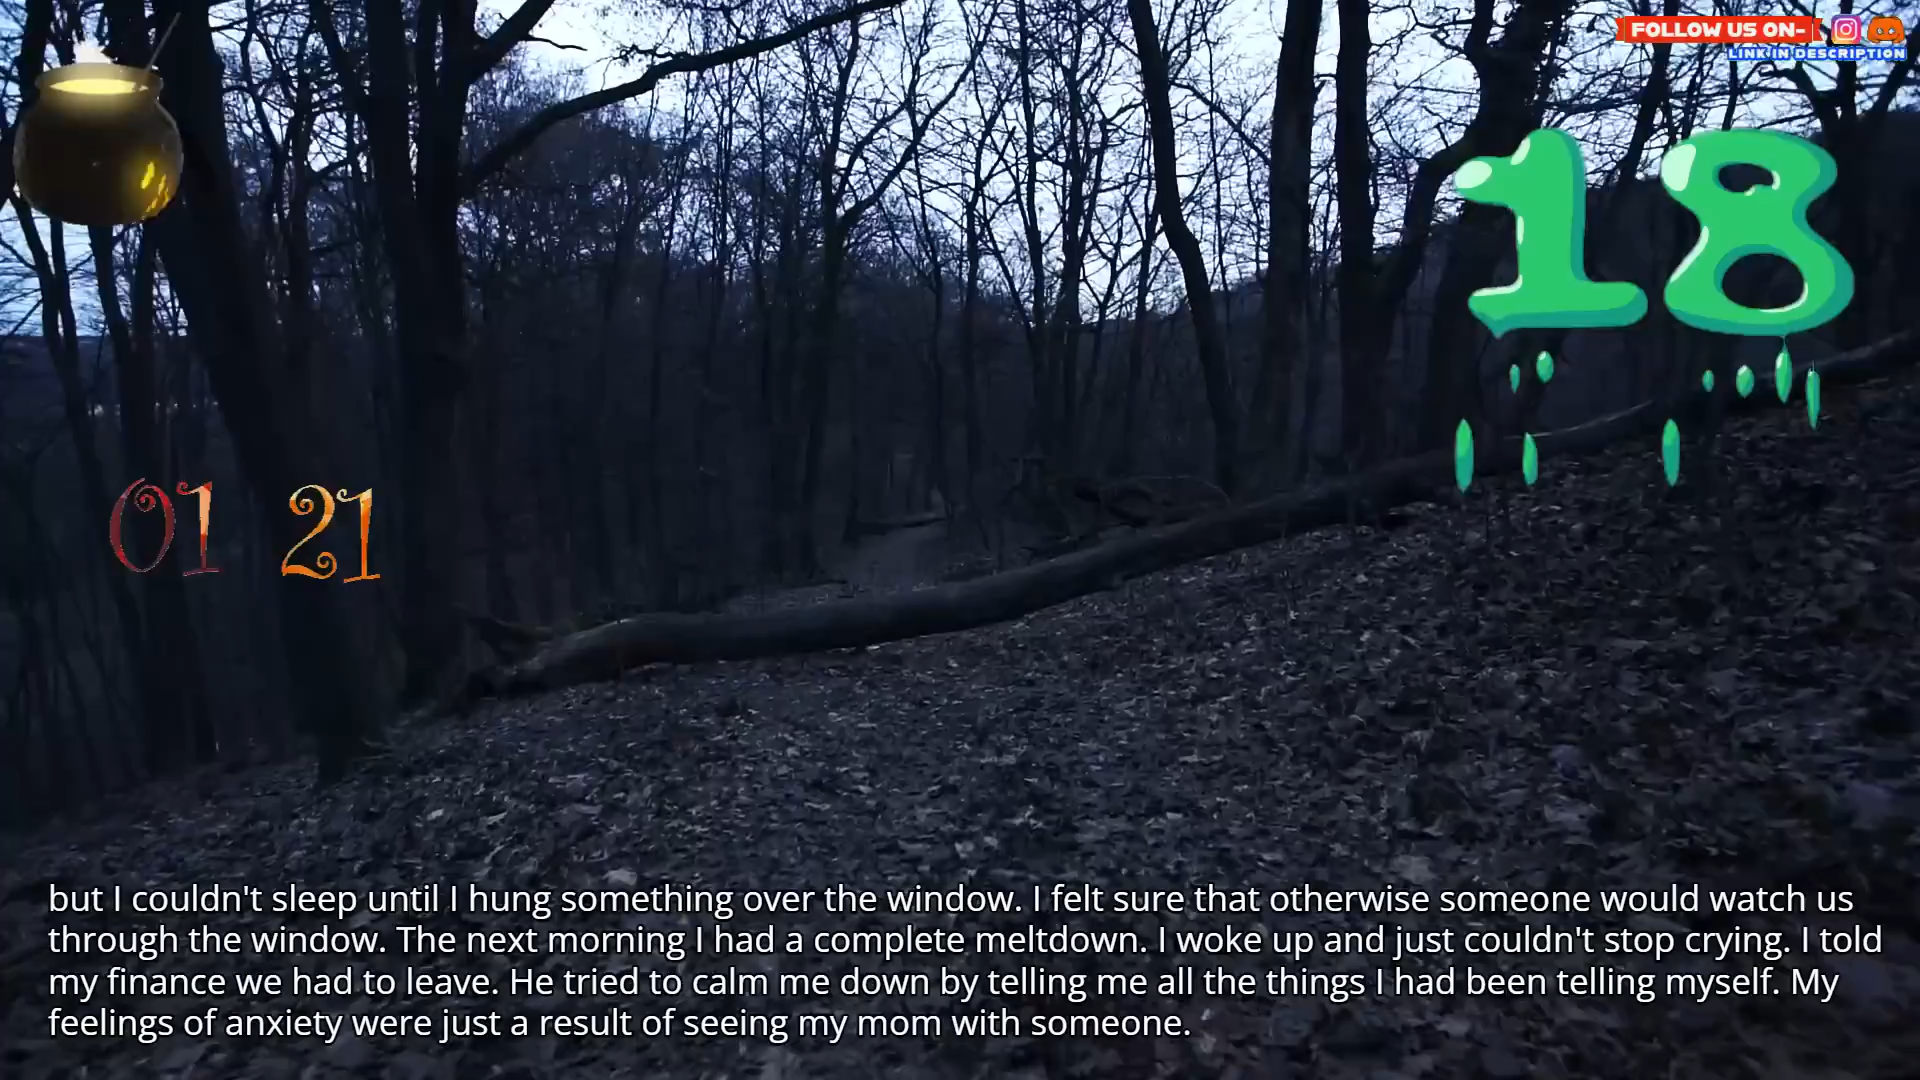 FOLLOW US ON-
LINK IN DESCRIPTION
18
01 21
but I couldn't sleep until I hung something over the window. I felt sure that otherwise someone would watch us
through the window. The next morning I had a complete meltdown. I woke up and just couldn't stop crying. I told
my finance we had to leave. He tried to calm me down by telling me all the things I had been telling myself. My
feelings of anxiety were just a result of seeing my mom with someone.